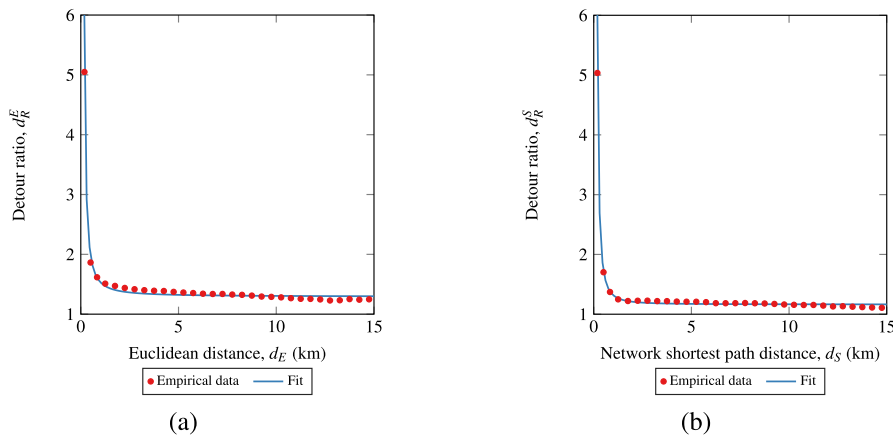 6
5
4
3
2
1
0
5
10
15
Detour ratio, d_R^E
Euclidean distance, d_E (km)
Empirical data
Fit
(a)
6
5
4
3
2
1
0
5
10
15
Detour ratio, d_R^S
Network shortest path distance, d_S (km)
Empirical data
Fit
(b)